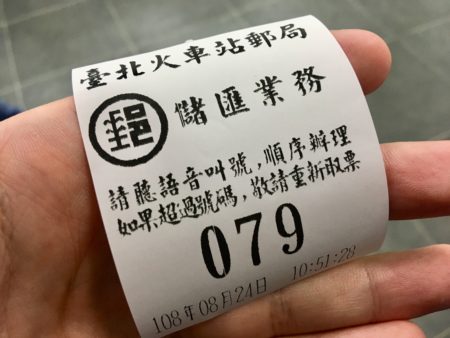 臺北火車站郵局
郵 儲匯業務
請聽語音叫號,順序辦理
如果超過號碼,敬請重新取票
079
108年08月24日 10:51:28